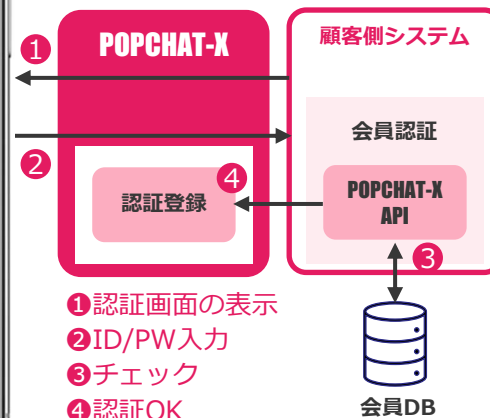 POPCHAT-X
顧客側システム
❶
会員認証
❷
❹
認証登録
POPCHAT-X
API
❸
❶認証画面の表示
❷ID/PW入力
❸チェック
❹認証OK
会員DB